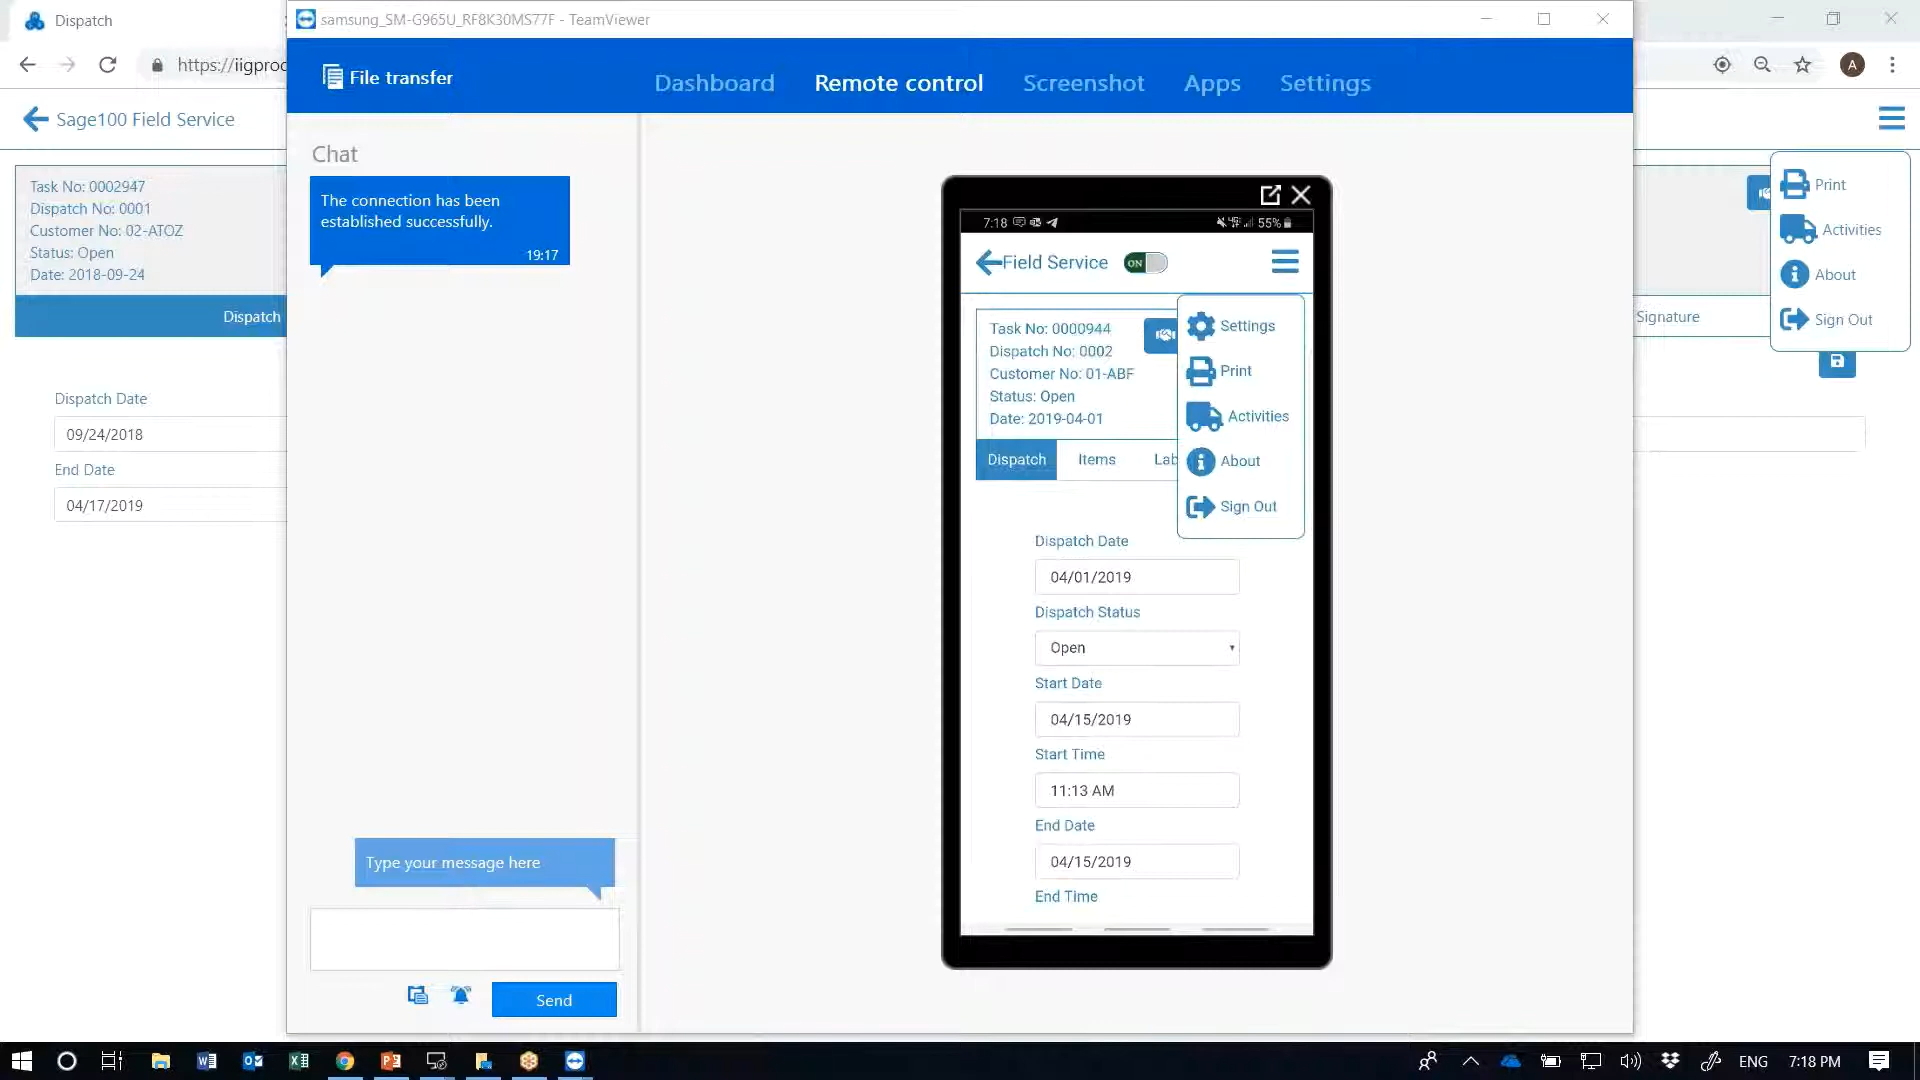 Dispatch
samsung_SM-G965U_RF8K30MS77F - TeamViewer
https://iigproc
A
File transfer
Dashboard
Remote control
Screenshot
Apps
Settings
Sage100 Field Service
Task No: 0002947
Dispatch No: 0001
Customer No: 02-ATOZ
Status: Open
Date: 2018-09-24
Dispatch
Dispatch Date
09/24/2018
End Date
04/17/2019
Chat
The connection has been
established successfully.
19:17
Type your message here
Send
7:18
55%
Field Service
ON
Task No: 0000944
Dispatch No: 0002
Customer No: 01-ABF
Status: Open
Date: 2019-04-01
Dispatch
Items
Lab
Settings
Print
Activities
About
Sign Out
Dispatch Date
04/01/2019
Dispatch Status
Open
Start Date
04/15/2019
Start Time
11:13 AM
End Date
04/15/2019
End Time
Print
Activities
About
Sign Out
Signature
ENG
7:18 PM